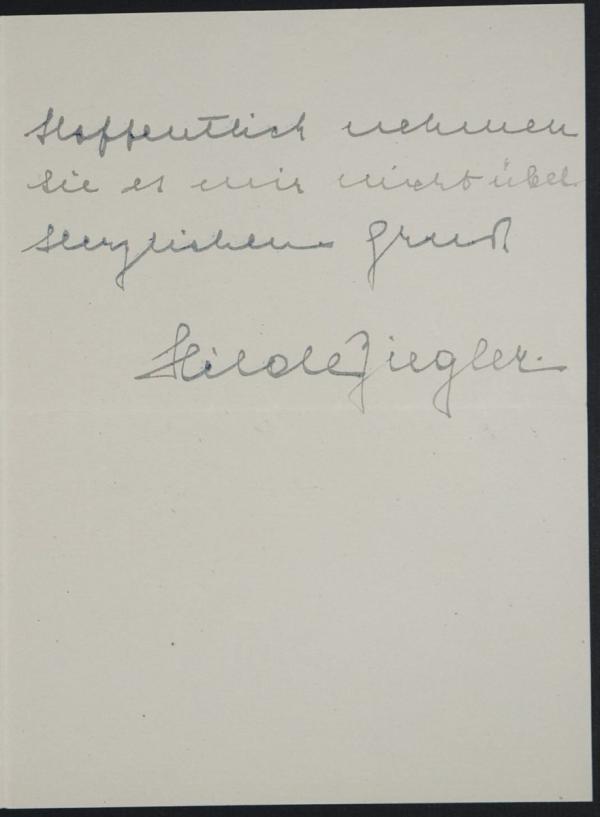 Hoffentlich nehmen
Sie es mir nicht übel.
Herzlichen Gruß
Hilde Ziegler.